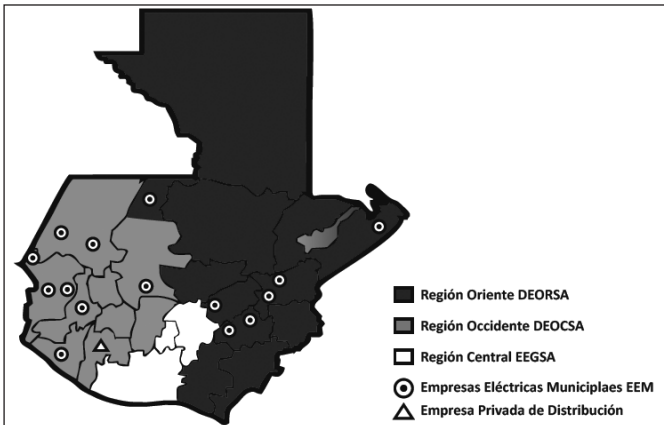 Región Oriente DEORSA
Región Occidente DEOCSA
Región Central EEGSA
Empresas Eléctricas Municiplaes EEM
Empresa Privada de Distribución